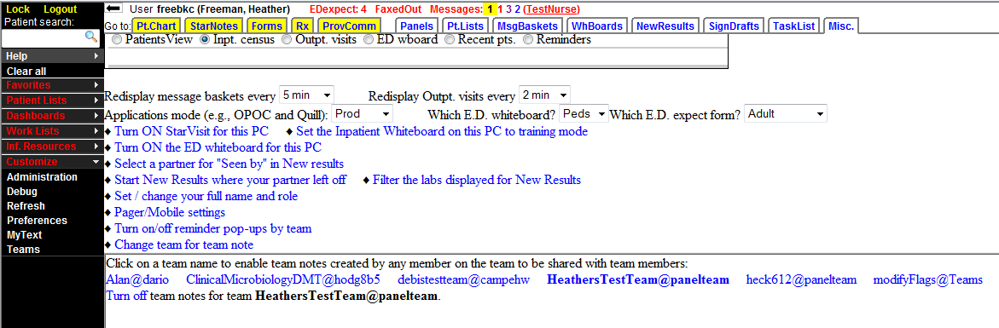 Lock Logout User freebkc (Freeman, Heather) EDexpect: 4 FaxedOut Messages: 1 1 3 2 (TestNurse)
Patient search: Go to: Pt.Chart StarNotes Forms Rx ProvComm Panels Pt.Lists MsgBaskets WhBoards NewResults SignDrafts TaskList Misc.
PatientsView Inpt. census Outpt. visits ED wboard Recent pts. Reminders
Help
Clear all
Favorites
Patient Lists
Dashboards
Work Lists
Inf. Resources
Customize
Administration
Debug
Refresh
Preferences
MyText
Teams
Redisplay message baskets every 5 min Redisplay Outpt. visits every 2 min
Applications mode (e.g., OPOC and Quill): Prod Which E.D. whiteboard? Peds Which E.D. expect form? Adult
♦ Turn ON StarVisit for this PC ♦ Set the Inpatient Whiteboard on this PC to training mode
♦ Turn ON the ED whiteboard for this PC
♦ Select a partner for "Seen by" in New results
♦ Start New Results where your partner left off ♦ Filter the labs displayed for New Results
♦ Set / change your full name and role
♦ Pager/Mobile settings
♦ Turn on/off reminder pop-ups by team
♦ Change team for team note
Click on a team name to enable team notes created by any member on the team to be shared with team members:
Alan@dario ClinicalMicrobiologyDMT@hodg8b5 debistestteam@campehw HeathersTestTeam@panelteam heck612@panelteam modifyFlags@Teams
Turn off team notes for team HeathersTestTeam@panelteam.